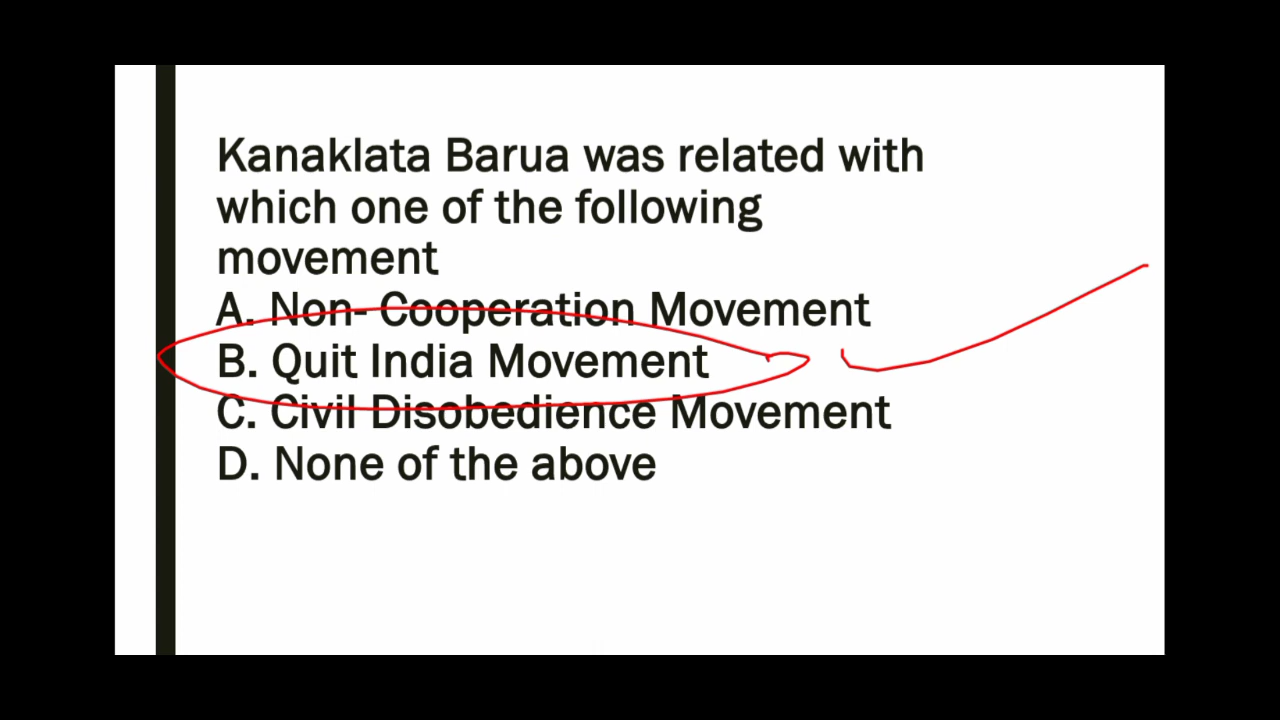 Kanaklata Barua was related with
which one of the following
movement
A. Non- Cooperation Movement
B. Quit India Movement
C. Civil Disobedience Movement
D. None of the above